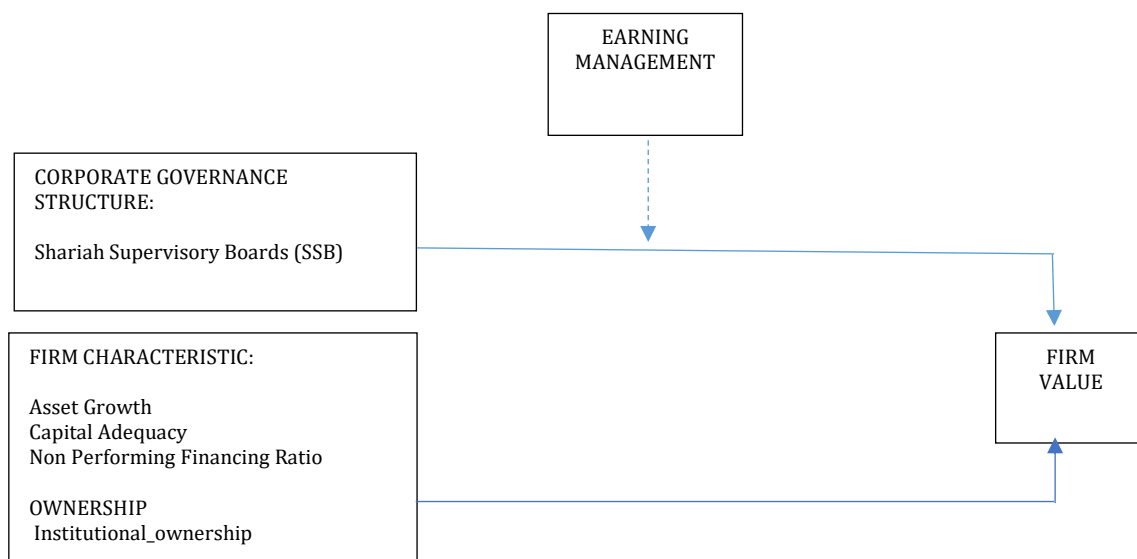 EARNING
MANAGEMENT
CORPORATE GOVERNANCE
STRUCTURE:
Shariah Supervisory Boards (SSB)
FIRM CHARACTERISTIC:
Asset Growth
Capital Adequacy
Non Performing Financing Ratio
OWNERSHIP
Institutional_ownership
FIRM
VALUE